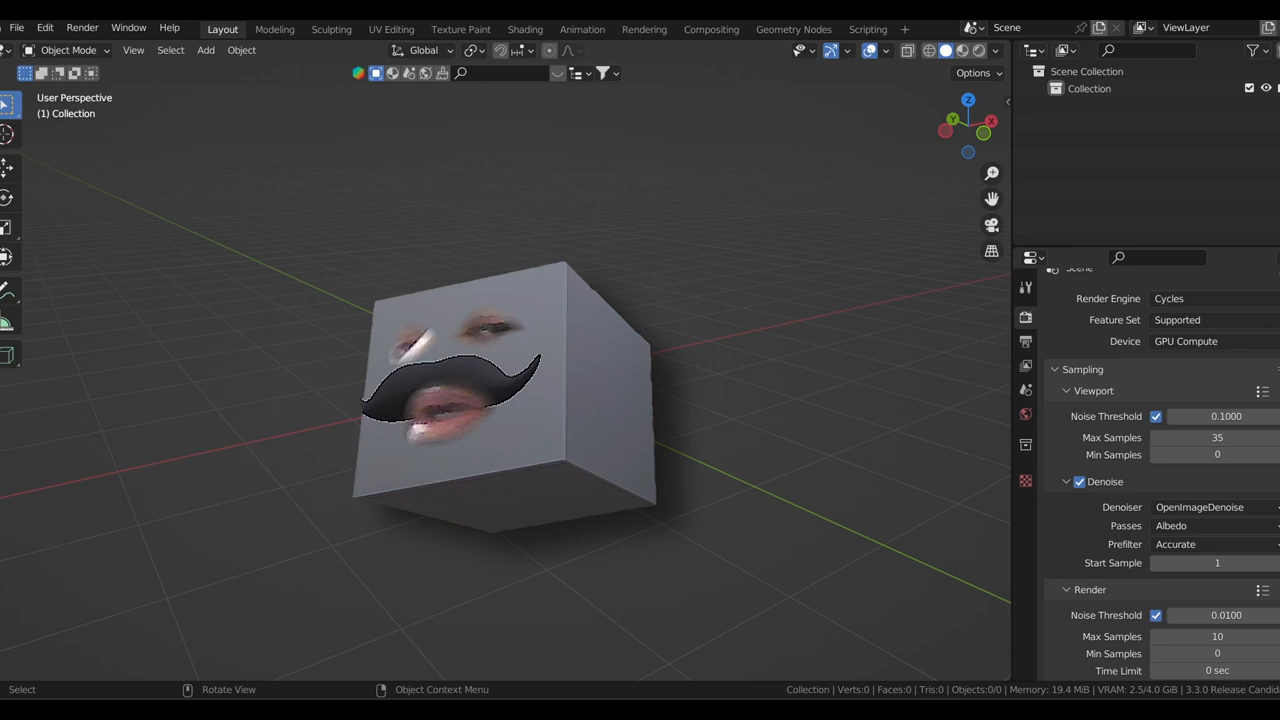 File Edit Render Window Help Layout Modeling Sculpting UV Editing Texture Paint Shading Animation Rendering Compositing Geometry Nodes Scripting Scene ViewLayer
Object Mode View Select Add Object Global
Options
User Perspective
(1) Collection
Z
Y
X
Scene Collection
Collection
Scene
Render Engine Cycles
Feature Set Supported
Device GPU Compute
Sampling
Viewport
Noise Threshold 0.1000
Max Samples 35
Min Samples 0
Denoise
Denoiser OpenImageDenoise
Passes Albedo
Prefilter Accurate
Start Sample 1
Render
Noise Threshold 0.0100
Max Samples 10
Min Samples 0
Time Limit 0 sec
Select Rotate View Object Context Menu Collection | Verts:0 | Faces:0 | Tris:0 | Objects:0/0 | Memory: 19.4 MiB | VRAM: 2.5/4.0 GiB | 3.3.0 Release Candida